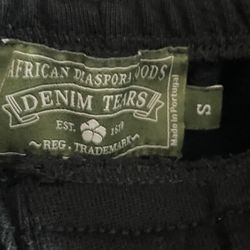 AFRICAN DIASPORA GOODS
DENIM TEARS
EST. 1619
~ REG. TRADEMARK ~
Made in Portugal
S